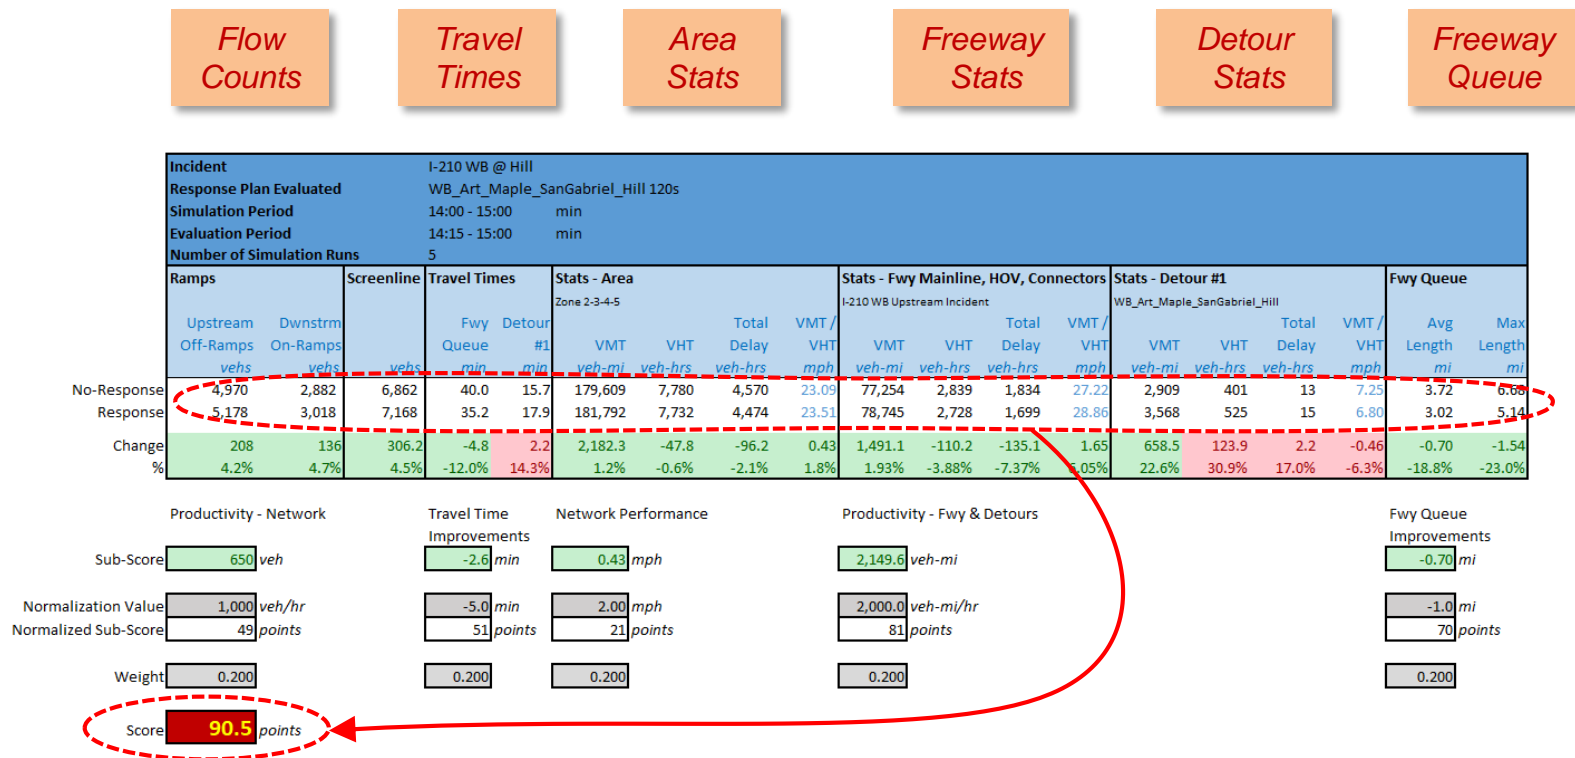 Flow Counts
Travel Times
Area Stats
Freeway Stats
Detour Stats
Freeway Queue
Incident I-210 WB @ Hill
Response Plan Evaluated WB_Art_Maple_SanGabriel_Hill 120s
Simulation Period 14:00 - 15:00 min
Evaluation Period 14:15 - 15:00 min
Number of Simulation Runs 5
Ramps Screenline Travel Times Stats - Area Stats - Fwy Mainline, HOV, Connectors Stats - Detour #1 Fwy Queue
Zone 2-3-4-5 I-210 WB Upstream Incident WB_Art_Maple_SanGabriel_Hill
Upstream Dwnstrm Fwy Detour Total VMT / Total VMT / Total VMT / Avg Max
Off-Ramps On-Ramps Queue #1 VMT VHT Delay VHT VMT VHT Delay VHT VMT VHT Delay VHT Length Length
vehs vehs vehs min min veh-mi veh-hrs veh-hrs mph veh-mi veh-hrs veh-hrs mph veh-mi veh-hrs veh-hrs mph mi mi
No-Response 4,970 2,882 6,862 40.0 15.7 179,609 7,780 4,570 23.09 77,254 2,839 1,834 27.22 2,909 401 13 7.25 3.72 6.68
Response 5,178 3,018 7,168 35.2 17.9 181,792 7,732 4,474 23.51 78,745 2,728 1,699 28.86 3,568 525 15 6.80 3.02 5.14
Change 208 136 306.2 -4.8 2.2 2,182.3 -47.8 -96.2 0.43 1,491.1 -110.2 -135.1 1.65 658.5 123.9 2.2 -0.46 -0.70 -1.54
% 4.2% 4.7% 4.5% -12.0% 14.3% 1.2% -0.6% -2.1% 1.8% 1.93% -3.88% -7.37% 6.05% 22.6% 30.9% 17.0% -6.3% -18.8% -23.0%
Productivity - Network Travel Time Network Performance Productivity - Fwy & Detours Fwy Queue
Improvements Improvements
Sub-Score 650 veh -2.6 min 0.43 mph 2,149.6 veh-mi -0.70 mi
Normalization Value 1,000 veh/hr -5.0 min 2.00 mph 2,000.0 veh-mi/hr -1.0 mi
Normalized Sub-Score 49 points 51 points 21 points 81 points 70 points
Weight 0.200 0.200 0.200 0.200 0.200
Score 90.5 points